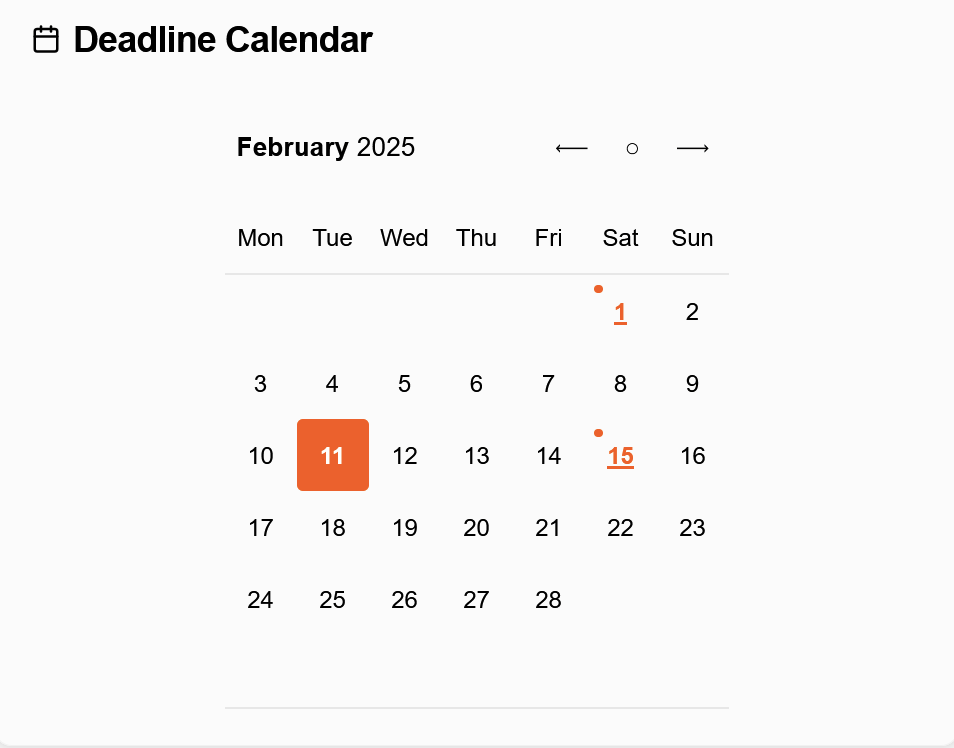 Deadline Calendar
February 2025
Mon Tue Wed Thu Fri Sat Sun
1 2
3 4 5 6 7 8 9
10 11 12 13 14 15 16
17 18 19 20 21 22 23
24 25 26 27 28